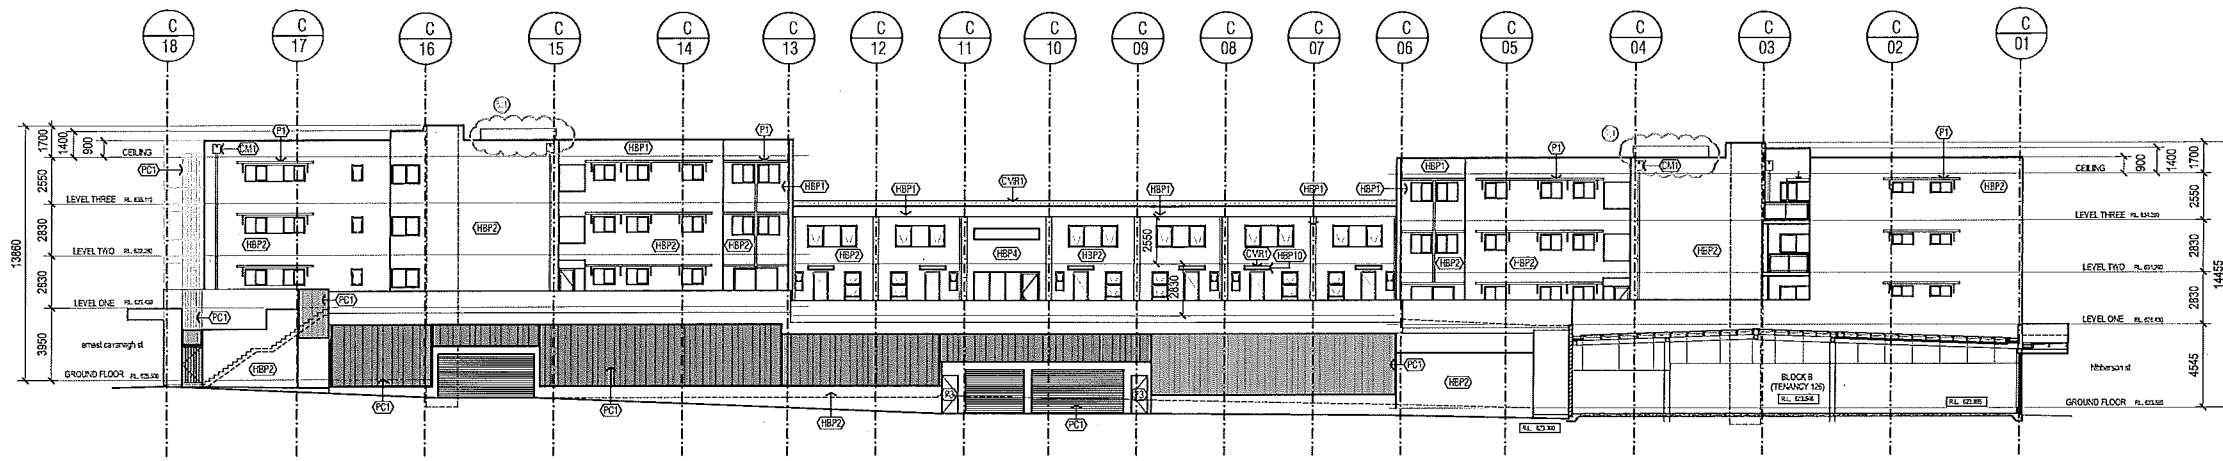 C C C C C C C C C C C C C C C C C C
18 17 16 15 14 13 12 11 10 09 08 07 06 05 04 03 02 01
13860
1700
1400
900
CEILING
2550
LEVEL THREE
2830
LEVEL TWO
2830
LEVEL ONE
3950
GROUND FLOOR
PC1
CM1
P1
HBP1
P1
HBP1
HBP1
CVR1
HBP1
HBP1
HBP1
HBP1
P1
CM1
P1
HBP2
HBP2
HBP2
HBP2
HBP2
HBP2
HBP4
2550
HBP2
HBP2
CVR1
HBP10
2830
HBP2
HBP2
HBP2
PC1
PC1
HBP2
PC1
PC1
HBP2
PC1
PC1
HBP2
BLOCK B
(TENANCY 126)
CEILING
900
1400
1700
2550
LEVEL THREE
2830
LEVEL TWO
2830
LEVEL ONE
4545
GROUND FLOOR
14455